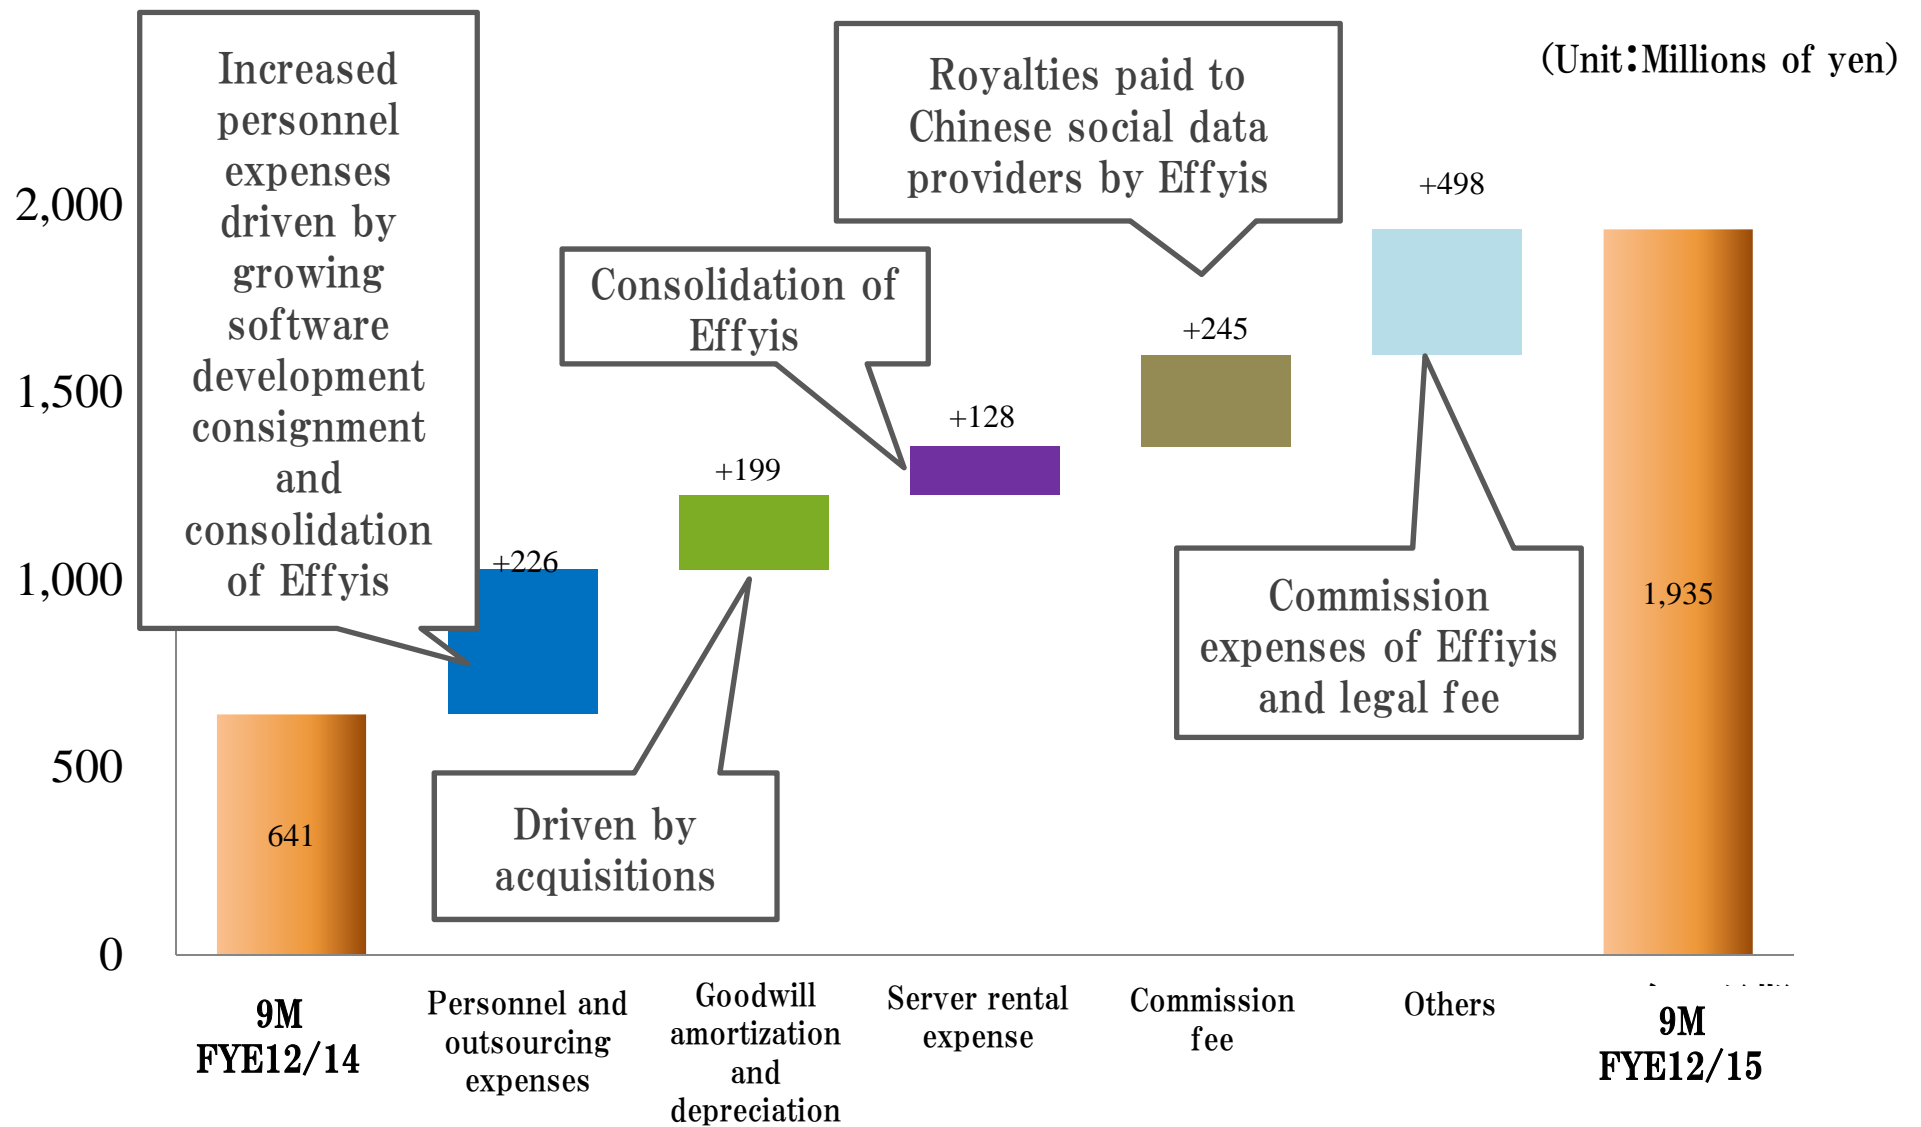 (Unit:Millions of yen)
Increased
personnel
expenses
driven by
growing
software
development
consignment
and
consolidation
of Effyis
Royalties paid to
Chinese social data
providers by Effyis
Consolidation of
Effyis
Driven by
acquisitions
Commission
expenses of Effiyis
and legal fee
2,000
1,500
1,000
500
0
641
+226
+199
+128
+245
+498
1,935
9M
FYE12/14
Personnel and
outsourcing
expenses
Goodwill
amortization
and
depreciation
Server rental
expense
Commission
fee
Others
9M
FYE12/15